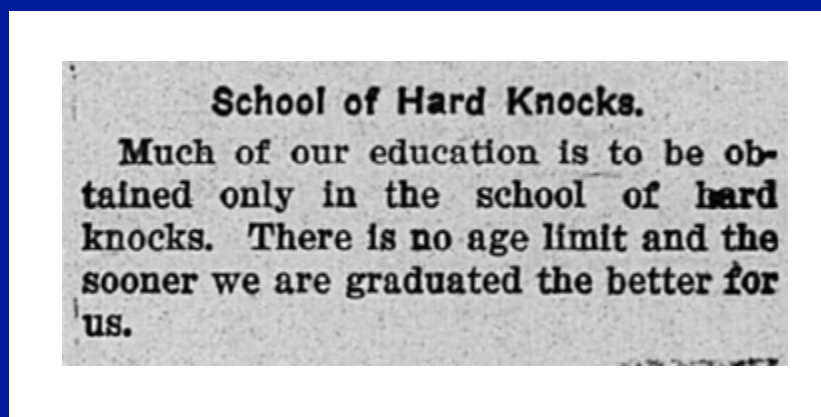 School of Hard Knocks.
Much of our education is to be ob-
tained only in the school of hard
knocks. There is no age limit and the
sooner we are graduated the better for
us.